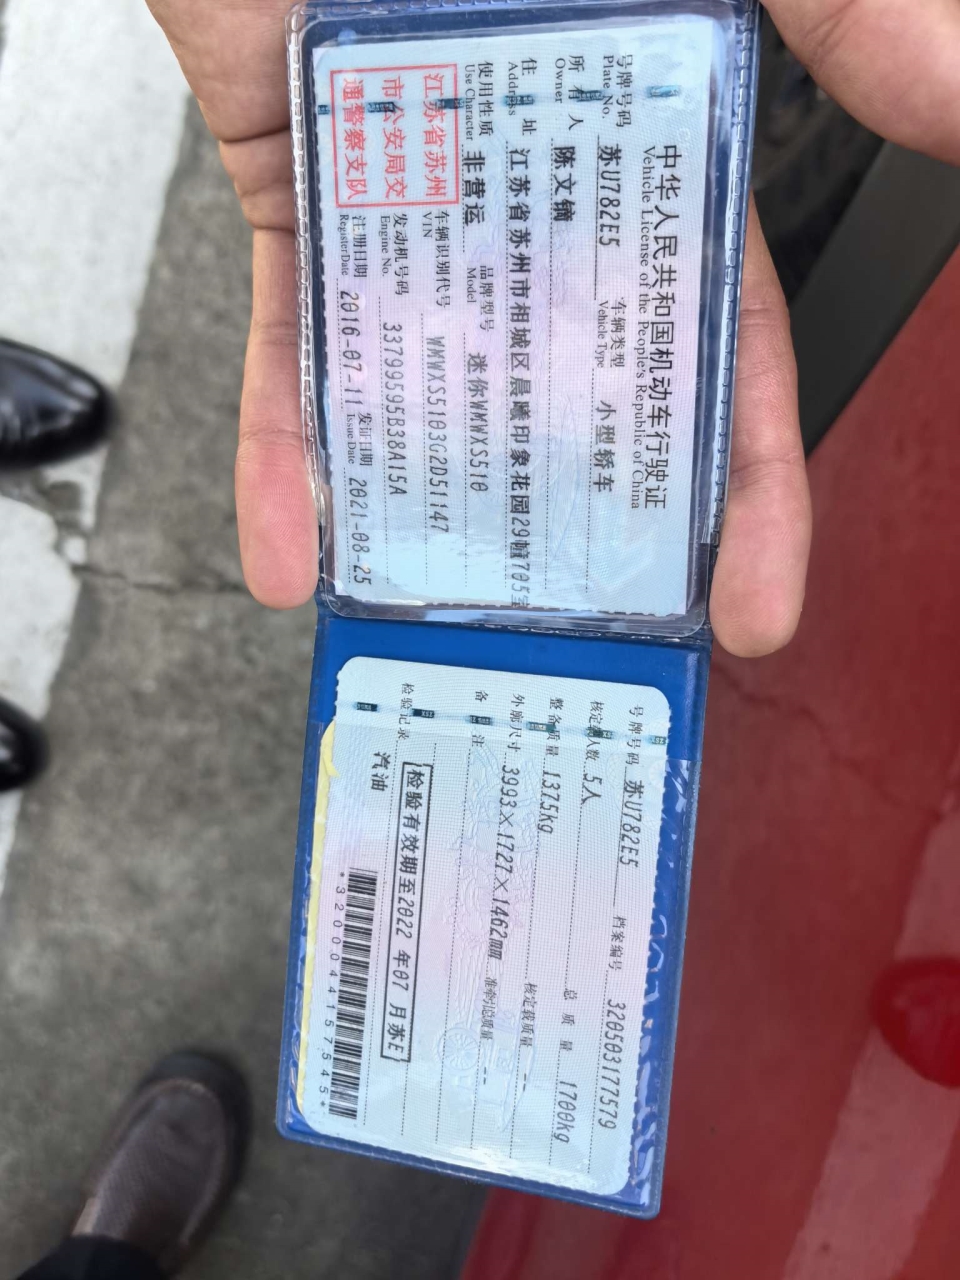 中华人民共和国机动车行驶证
Vehicle License of the People's Republic of China
号牌号码 苏U782E5 车辆类型 小型轿车
Plate No. Vehicle Type
所有人 陈文镝
Owner
住址 江苏省苏州市相城区晨曦印象花园29幢705室
Address
使用性质 非营运 品牌型号 迷你WMWXS510
Use Character Model
江苏省苏州
市公安局交
通警察支队
车辆识别代号 WMWXS5103G2D51147
VIN
发动机号码 33799595B38A15A
Engine No.
注册日期 2016-07-11 发证日期 2021-08-25
Register Date Issue Date
号牌号码 苏U782E5 档案编号 320503177579
核定载人数 5人 总质量 1700kg
整备质量 1375kg 核定载质量 --
外廓尺寸 3993×1727×1462mm 准牵引总质量 --
备注
检验有效期至2022年07月苏E
检验记录 汽油
*3200044157545*